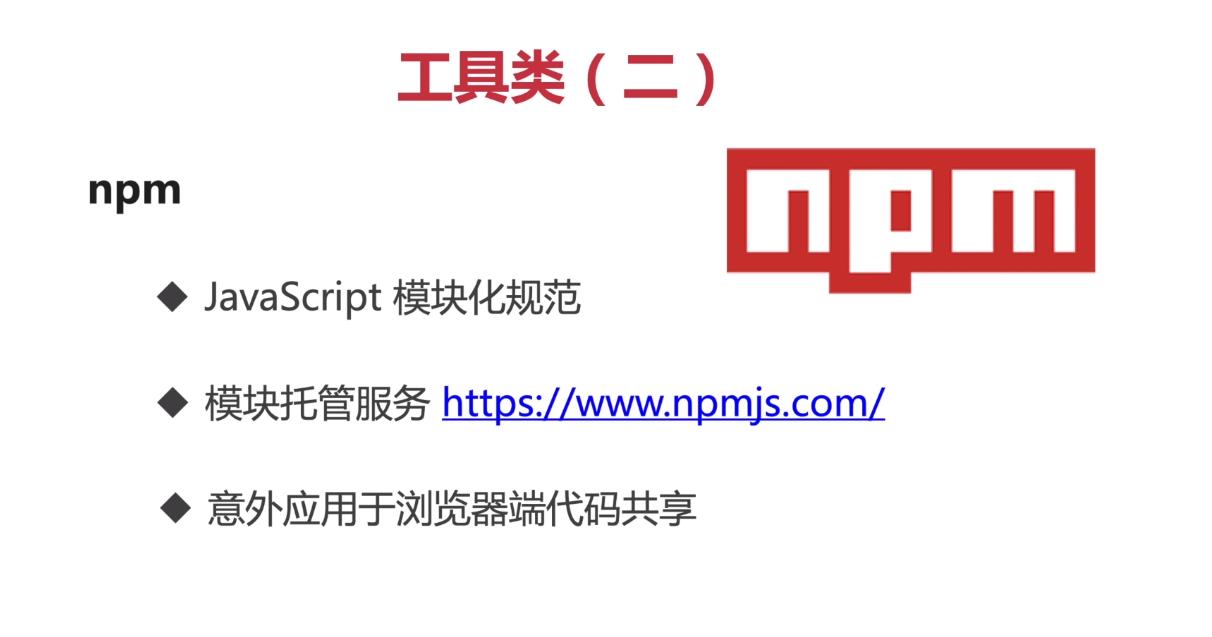 工具类（二）
npm
npm
◆ JavaScript 模块化规范
◆ 模块托管服务 https://www.npmjs.com/
◆ 意外应用于浏览器端代码共享